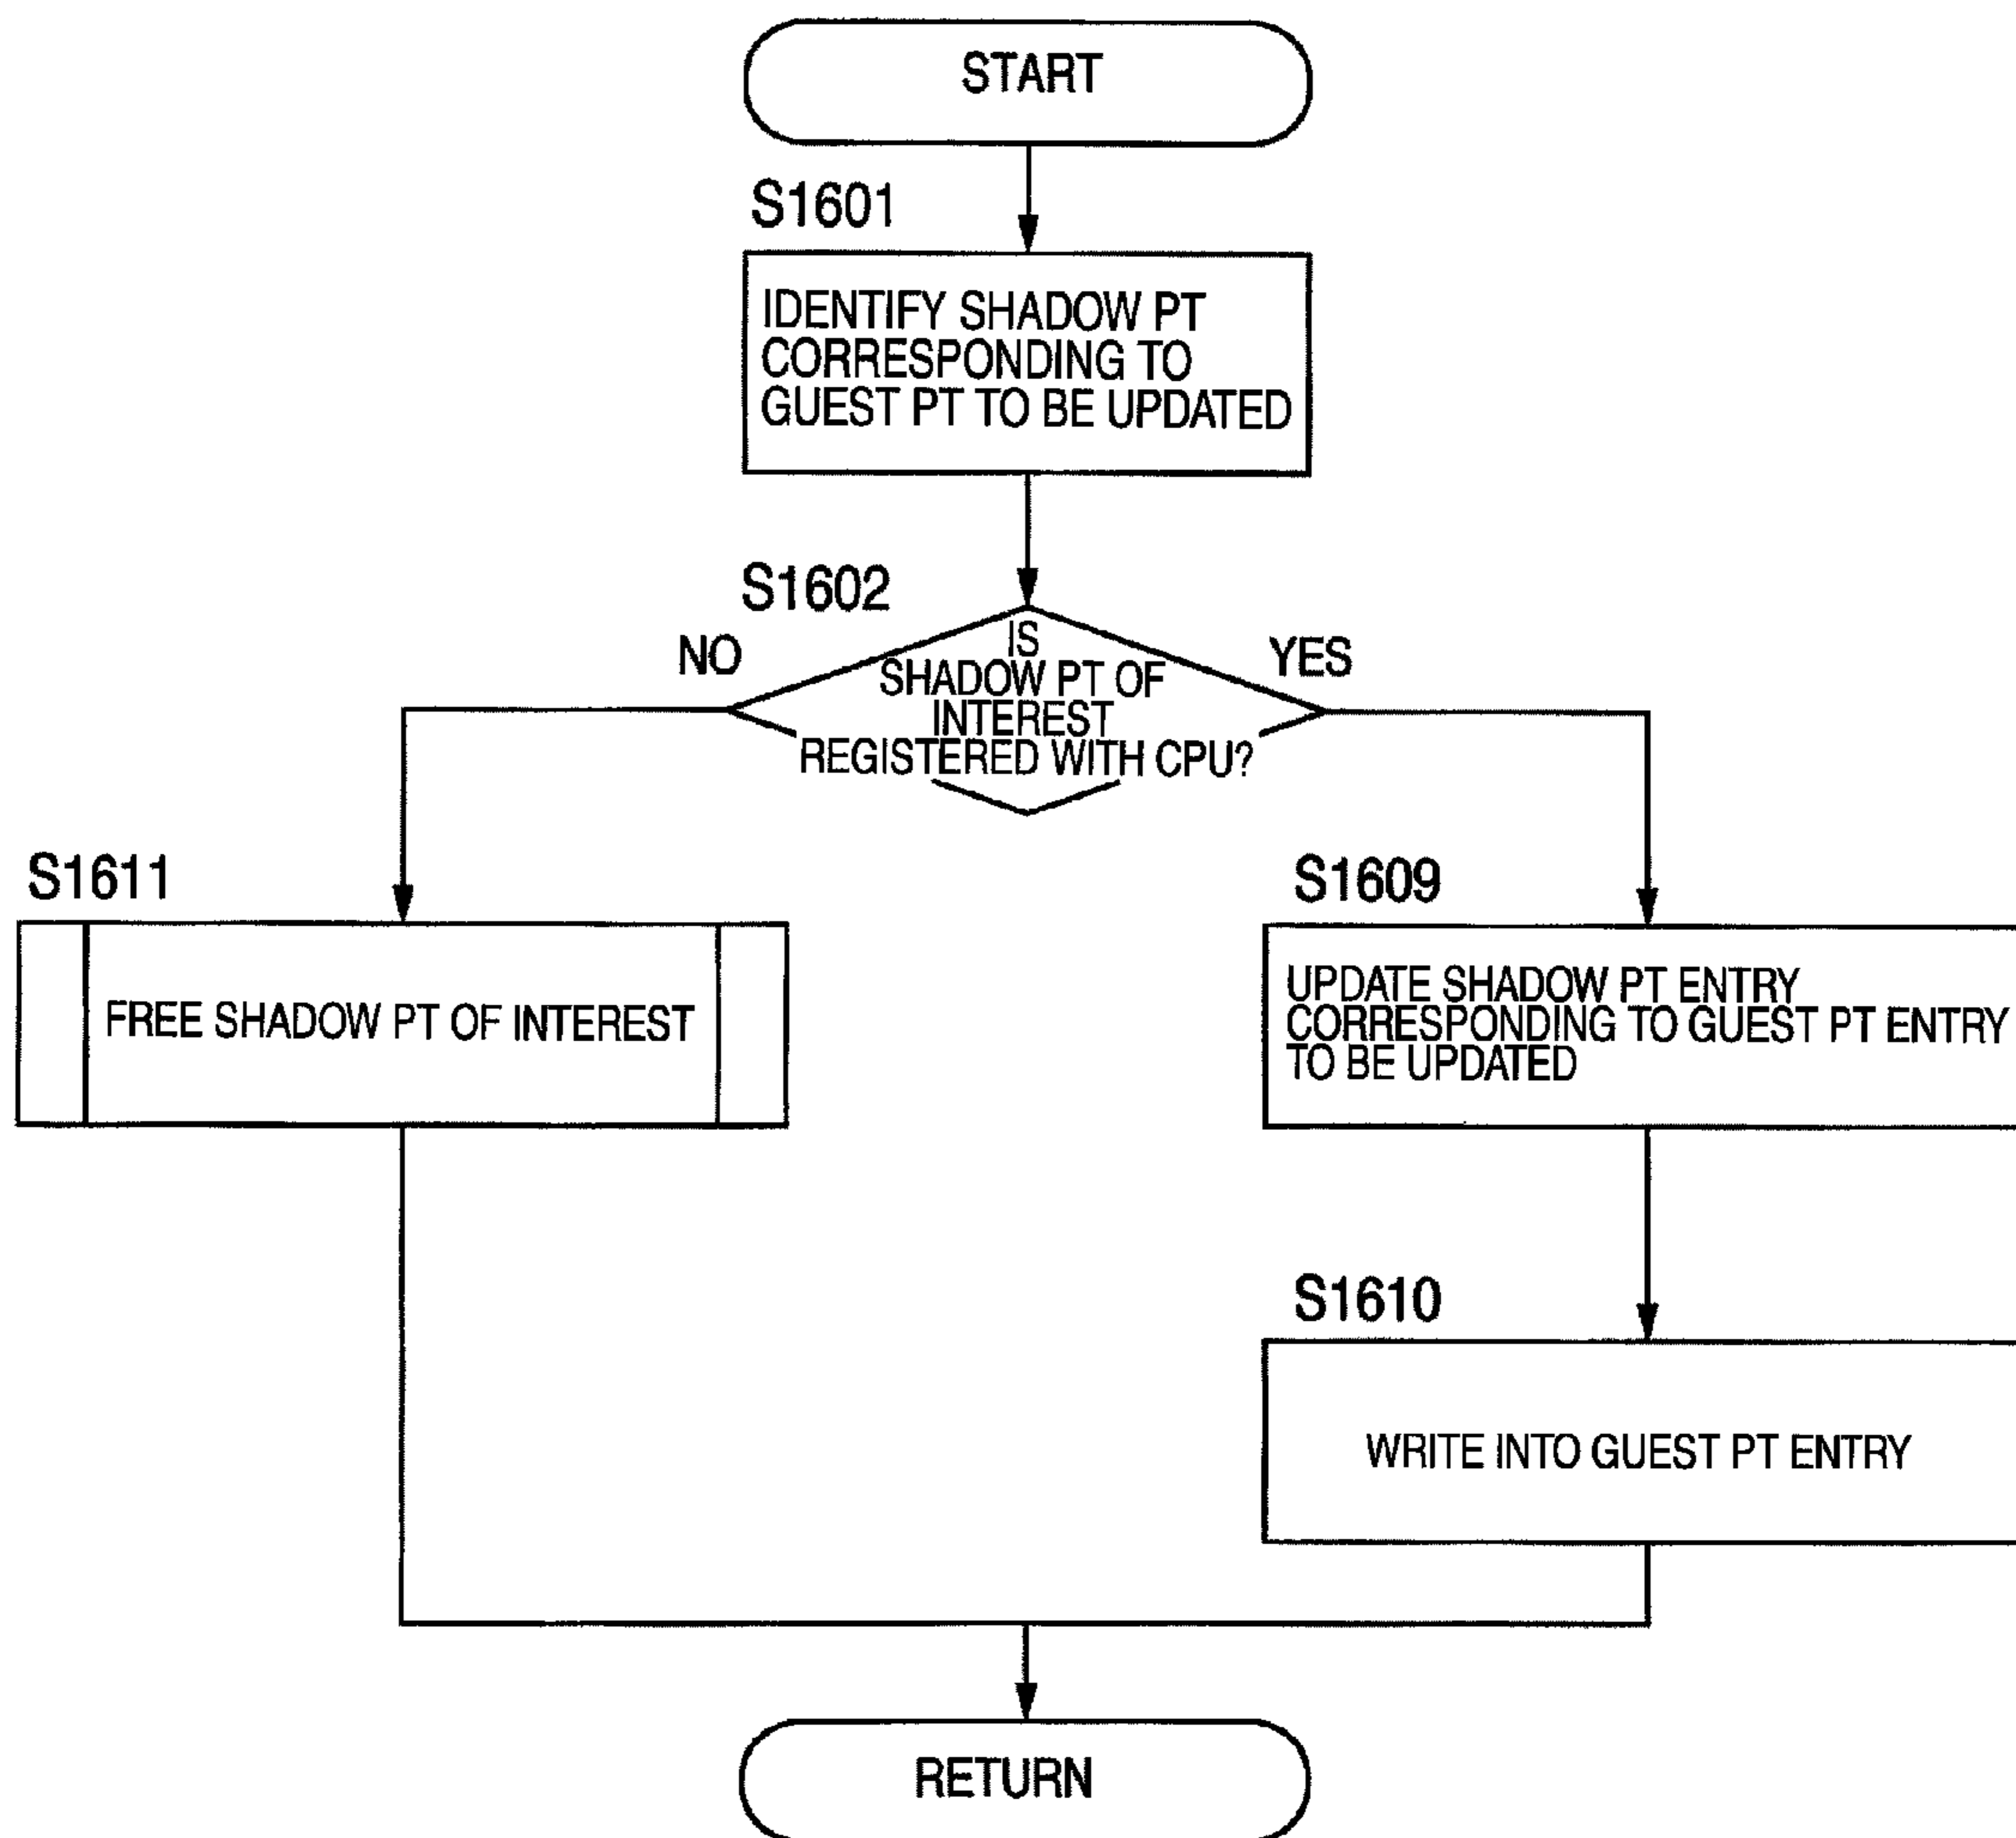 START
S1601
IDENTIFY SHADOW PT
CORRESPONDING TO
GUEST PT TO BE UPDATED
S1602
NO
YES
IS
SHADOW PT OF
INTEREST
REGISTERED WITH CPU?
S1611
FREE SHADOW PT OF INTEREST
S1609
UPDATE SHADOW PT ENTRY
CORRESPONDING TO GUEST PT ENTRY
TO BE UPDATED
S1610
WRITE INTO GUEST PT ENTRY
RETURN